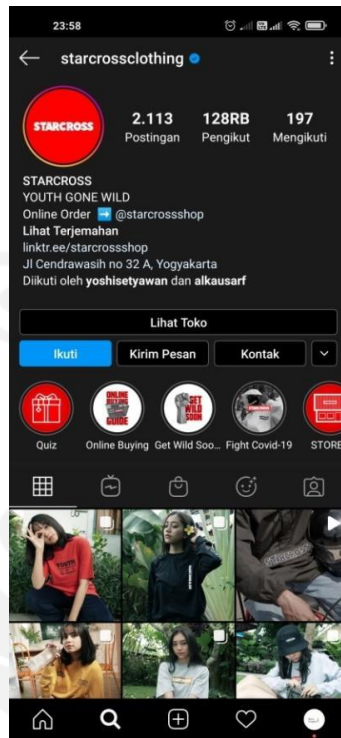 23:58
starcrossclothing
STARCROSS
2.113 128RB 197
Postingan Pengikut Mengikuti
STARCROSS
YOUTH GONE WILD
Online Order ➡️ @starcrossshop
Lihat Terjemahan
linktr.ee/starcrossshop
Jl Cendrawasih no 32 A, Yogyakarta
Diikuti oleh yoshisetyawan dan alkausarf
Lihat Toko
Ikuti Kirim Pesan Kontak
ONLINE
BUYING
GUIDE
GET
WILD
SOON
Quiz Online Buying Get Wild Soo... Fight Covid-19 STORE
YOUTH
STARCROSS